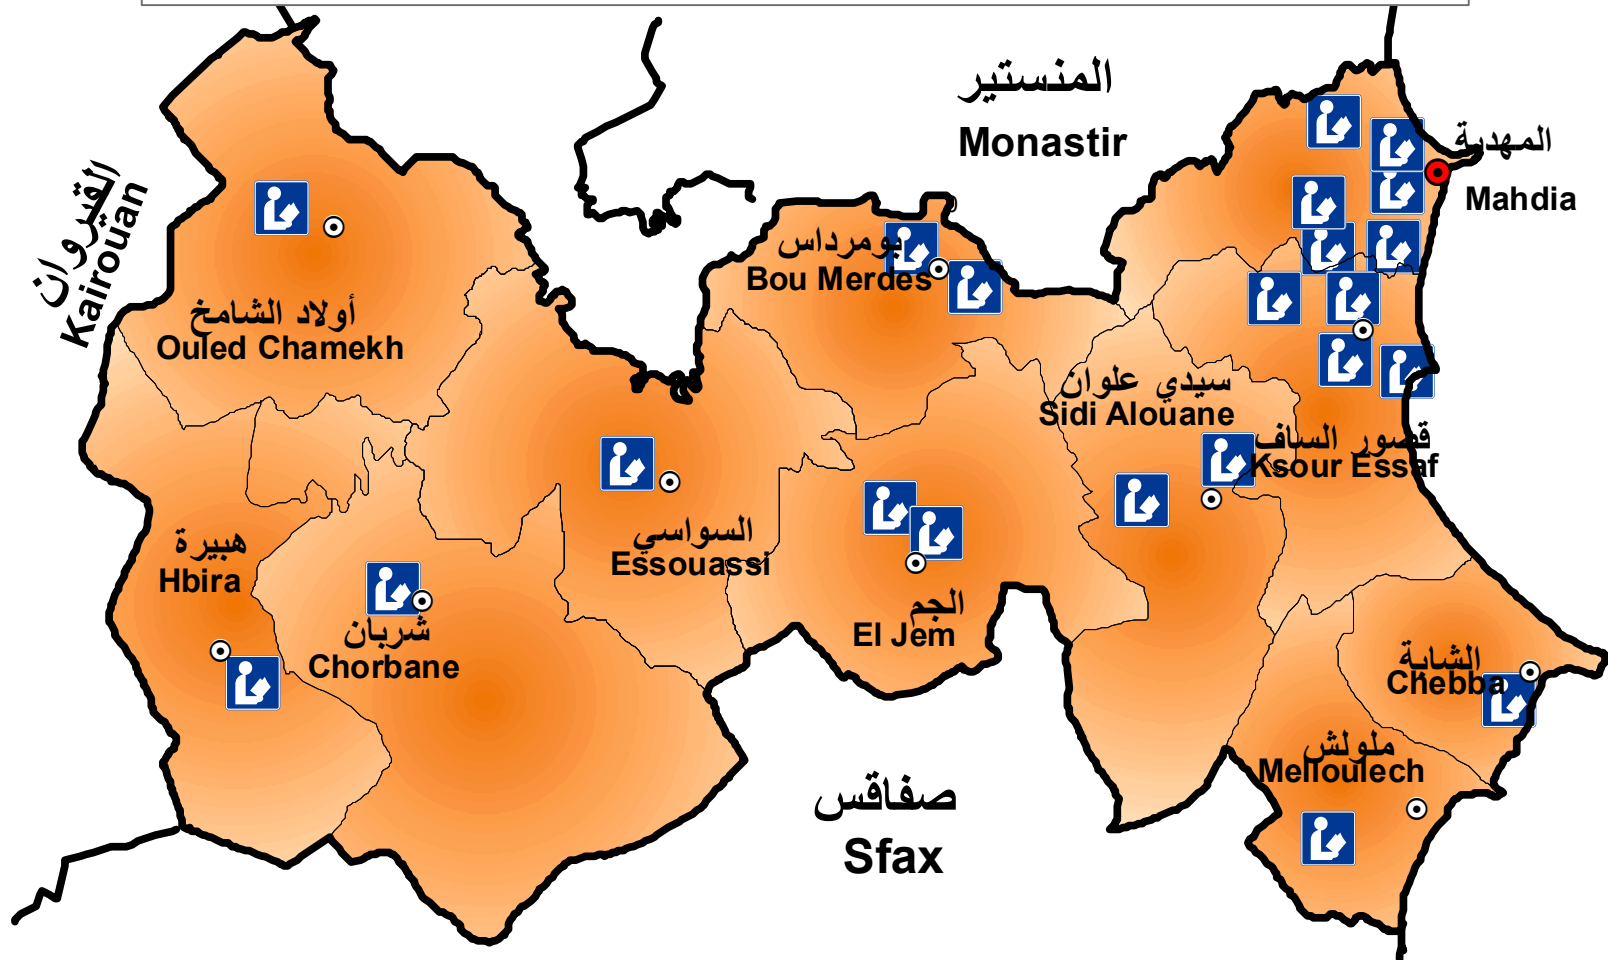 المنستير
Monastir
المهدية
Mahdia
القيروان
Kairouan
بومرداس
Bou Merdes
أولاد الشامخ
Ouled Chamekh
سيدي علوان
Sidi Alouane
قصور الساف
Ksour Essaf
السواسي
Essouassi
هبيرة
Hbira
الجم
El Jem
شربان
Chorbane
الشابة
Chebba
ملولش
Melloulech
صفاقس
Sfax